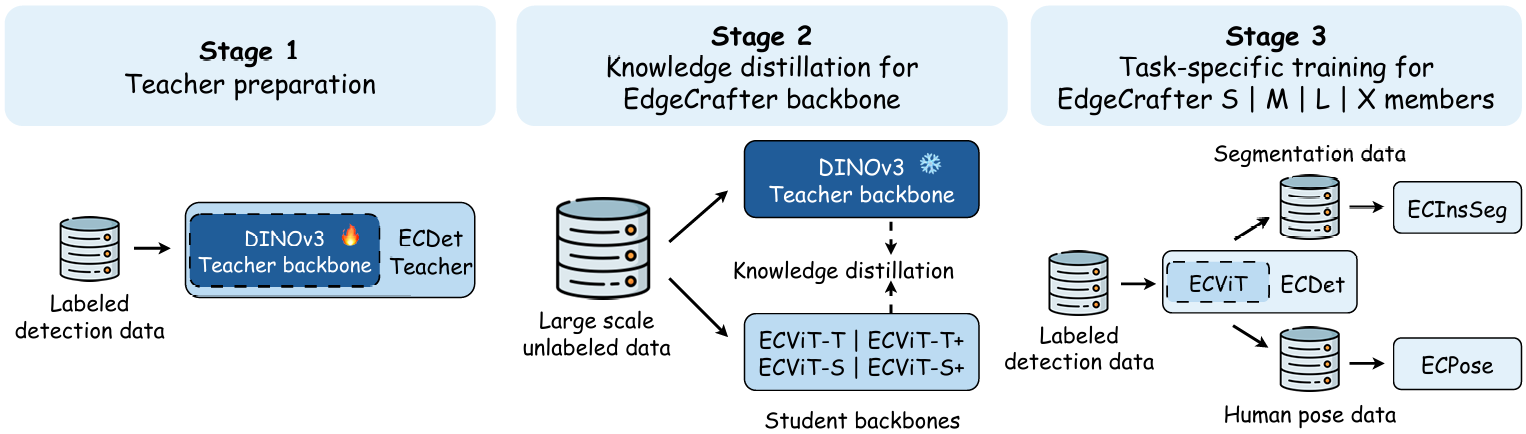 Stage 1
Teacher preparation
Labeled
detection data
DINOv3
Teacher backbone
ECDet
Teacher
Stage 2
Knowledge distillation for
EdgeCrafter backbone
Large scale
unlabeled data
DINOv3
Teacher backbone
Knowledge distillation
ECViT-T | ECViT-T+
ECViT-S | ECViT-S+
Student backbones
Stage 3
Task-specific training for
EdgeCrafter S | M | L | X members
Labeled
detection data
ECViT
ECDet
Segmentation data
ECInsSeg
Human pose data
ECPose